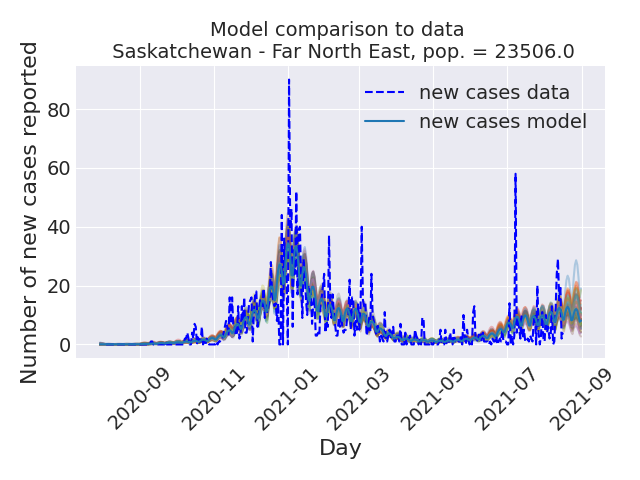 Model comparison to data
Saskatchewan - Far North East, pop. = 23506.0
Number of new cases reported
80
60
40
20
0
new cases data
new cases model
2020-09
2020-11
2021-01
2021-03
2021-05
2021-07
2021-09
Day